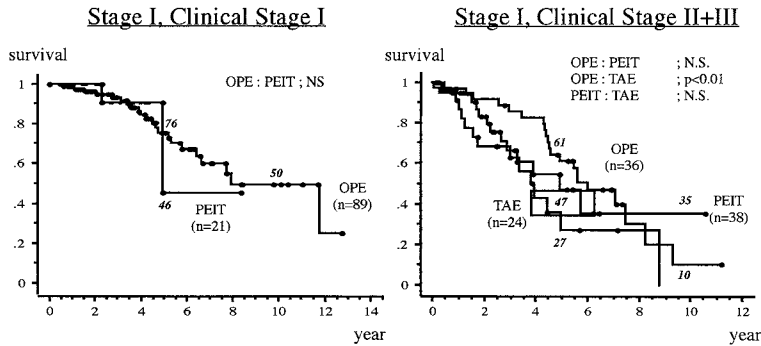 Stage I, Clinical Stage I
survival
OPE : PEIT ; NS
1
.8
.6
.4
.2
0
76
50
46
PEIT
(n=21)
OPE
(n=89)
0 2 4 6 8 10 12 14
year
Stage I, Clinical Stage II+III
survival
OPE : PEIT ; N.S.
OPE : TAE ; p<0.01
PEIT : TAE ; N.S.
1
.8
.6
.4
.2
0
61
OPE
(n=36)
TAE
(n=24)
47
27
35
PEIT
(n=38)
10
0 2 4 6 8 10 12
year